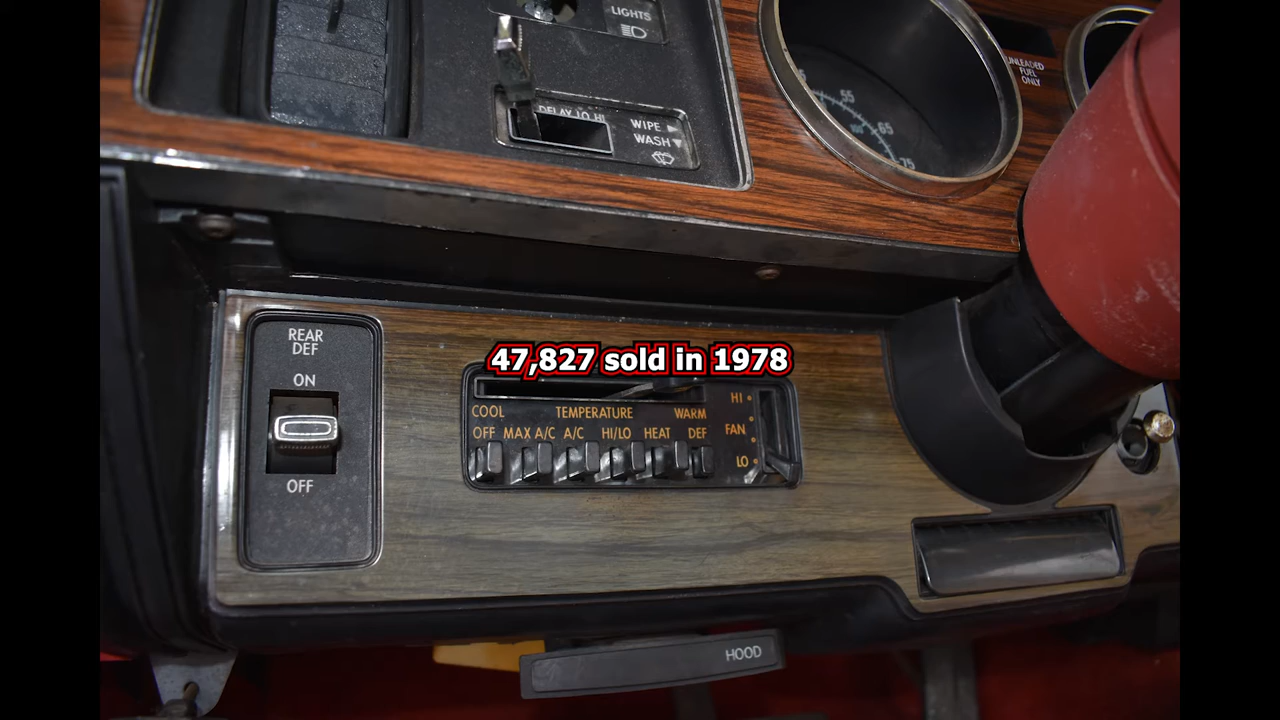 LIGHTS
DELAY LO HI
WIPE
WASH
55
65
75
UNLEADED
FUEL
ONLY
47,827 sold in 1978
REAR
DEF
ON
OFF
COOL TEMPERATURE WARM
OFF MAX A/C A/C HI/LO HEAT DEF
HI
FAN
LO
HOOD